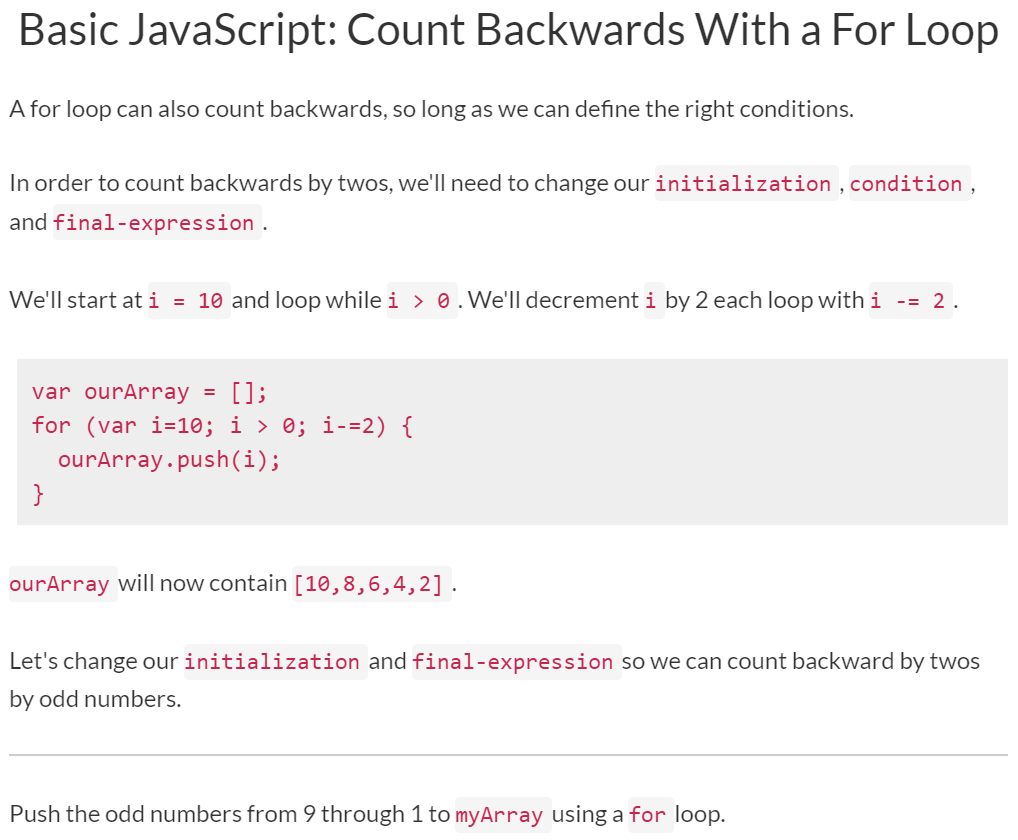 Basic JavaScript: Count Backwards With a For Loop
A for loop can also count backwards, so long as we can define the right conditions.
In order to count backwards by twos, we'll need to change our initialization , condition ,
and final-expression .
We'll start at i = 10 and loop while i > 0 . We'll decrement i by 2 each loop with i -= 2 .
var ourArray = [];
for (var i=10; i > 0; i-=2) {
  ourArray.push(i);
}
ourArray will now contain [10,8,6,4,2] .
Let's change our initialization and final-expression so we can count backward by twos
by odd numbers.
Push the odd numbers from 9 through 1 to myArray using a for loop.